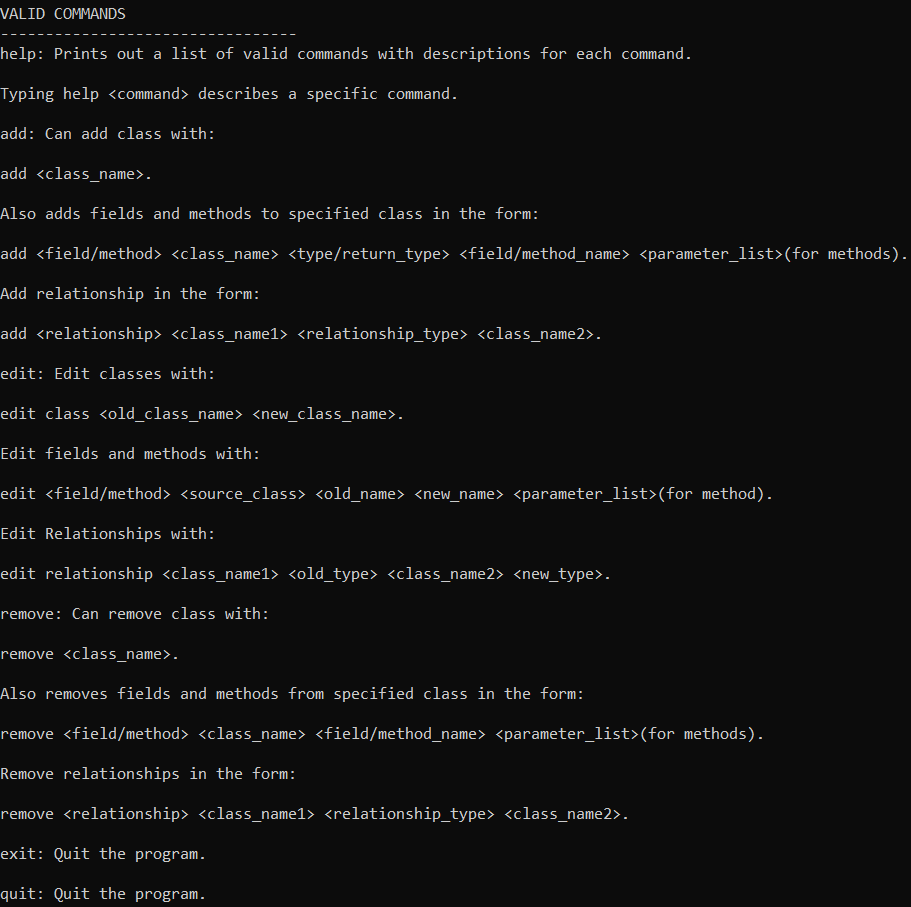 VALID COMMANDS
---------------------------------
help: Prints out a list of valid commands with descriptions for each command.
Typing help <command> describes a specific command.
add: Can add class with:
add <class_name>.
Also adds fields and methods to specified class in the form:
add <field/method> <class_name> <type/return_type> <field/method_name> <parameter_list>(for methods).
Add relationship in the form:
add <relationship> <class_name1> <relationship_type> <class_name2>.
edit: Edit classes with:
edit class <old_class_name> <new_class_name>.
Edit fields and methods with:
edit <field/method> <source_class> <old_name> <new_name> <parameter_list>(for method).
Edit Relationships with:
edit relationship <class_name1> <old_type> <class_name2> <new_type>.
remove: Can remove class with:
remove <class_name>.
Also removes fields and methods from specified class in the form:
remove <field/method> <class_name> <field/method_name> <parameter_list>(for methods).
Remove relationships in the form:
remove <relationship> <class_name1> <relationship_type> <class_name2>.
exit: Quit the program.
quit: Quit the program.